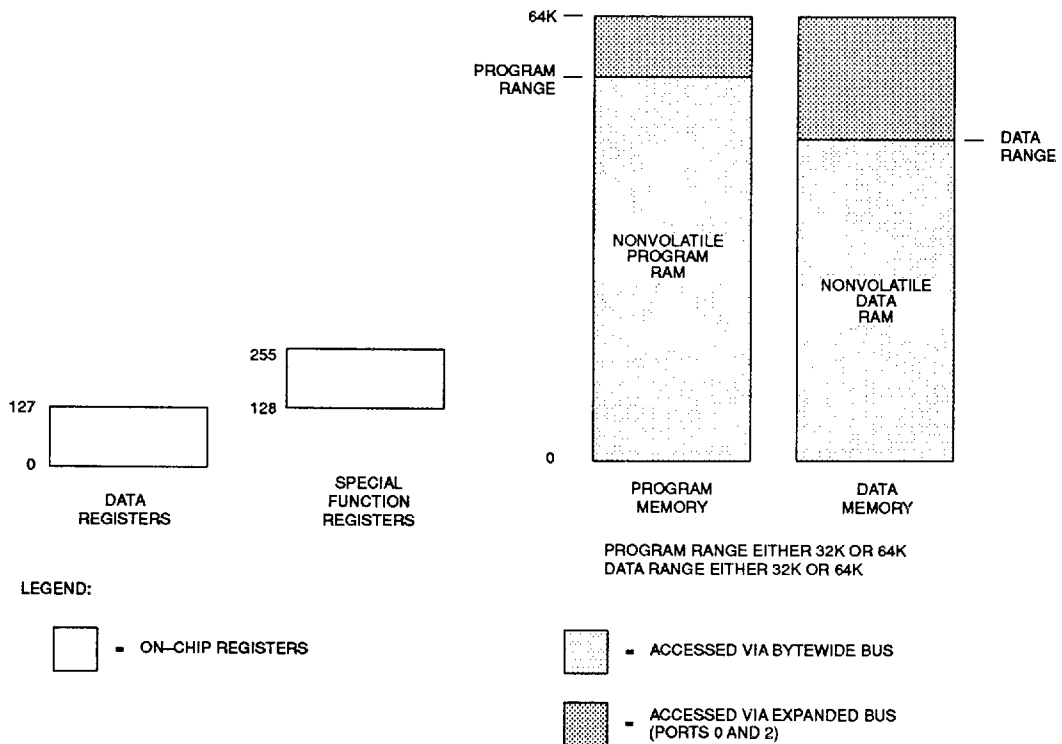 64K
PROGRAM
RANGE
DATA
RANGE
NONVOLATILE
PROGRAM
RAM
NONVOLATILE
DATA
RAM
255
128
127
0
0
DATA
REGISTERS
SPECIAL
FUNCTION
REGISTERS
PROGRAM
MEMORY
DATA
MEMORY
PROGRAM RANGE EITHER 32K OR 64K
DATA RANGE EITHER 32K OR 64K
LEGEND:
= ON–CHIP REGISTERS
= ACCESSED VIA BYTEWIDE BUS
= ACCESSED VIA EXPANDED BUS
(PORTS 0 AND 2)